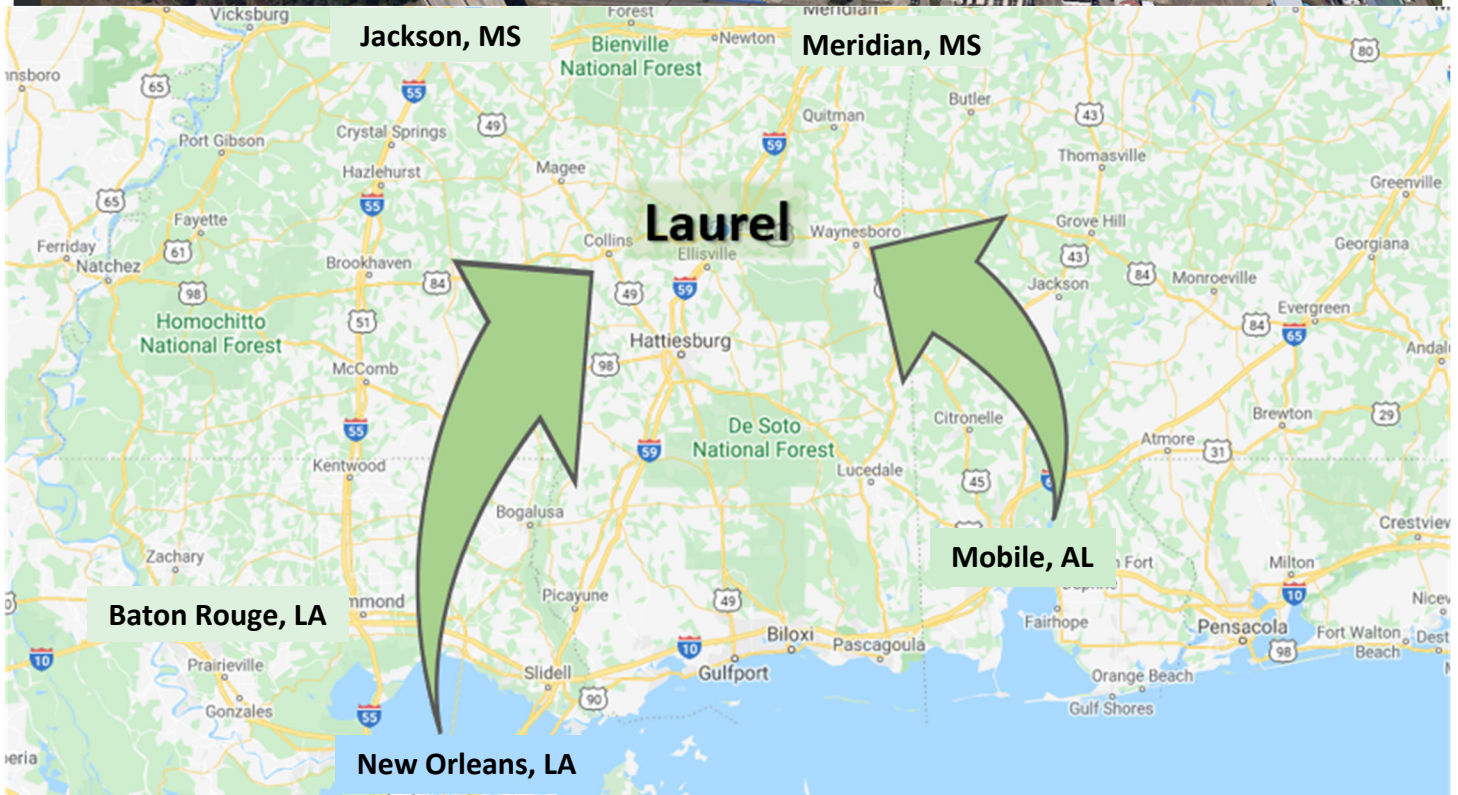 Vicksburg
Forest
Meridian
Jackson, MS
Bienville
National Forest
Newton
Meridian, MS
80
nnsboro
65
55
49
Butler
43
Quitman
Port Gibson
Crystal Springs
59
Thomasville
Hazlehurst
Magee
Greenville
65
55
Fayette
Laurel
Grove Hill
Waynesboro
Collins
Ellisville
Ferriday
61
Natchez
Brookhaven
84
43
Georgiana
98
49
59
Jackson
84
Monroeville
Homochitto
National Forest
51
Evergreen
84
65
Hattiesburg
98
Andal
McComb
De Soto
National Forest
Citronelle
Brewton
29
55
59
Atmore
31
Kentwood
Lucedale
45
Bogalusa
Crestview
Zachary
Mobile, AL
n Fort
Milton
Baton Rouge, LA
mmond
Picayune
49
10
Nicev
Fairhope
Pensacola
Biloxi
Pascagoula
Fort Walton
Beach
Dest
98
10
Prairieville
10
Slidell
Gulfport
Orange Beach
Gonzales
55
90
Gulf Shores
New Orleans, LA
peria